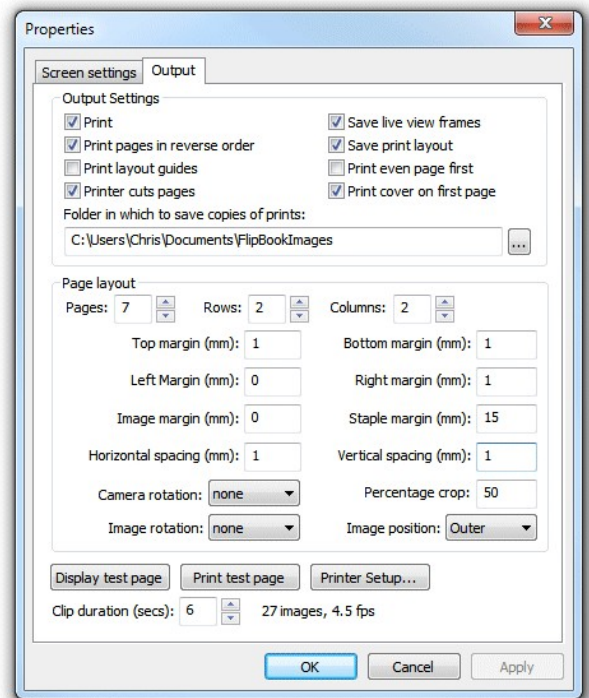 Properties
Screen settings Output
Output Settings
Print Save live view frames
Print pages in reverse order Save print layout
Print layout guides Print even page first
Printer cuts pages Print cover on first page
Folder in which to save copies of prints:
C:\Users\Chris\Documents\FlipBookImages ...
Page layout
Pages: 7 Rows: 2 Columns: 2
Top margin (mm): 1 Bottom margin (mm): 1
Left Margin (mm): 0 Right margin (mm): 1
Image margin (mm): 0 Staple margin (mm): 15
Horizontal spacing (mm): 1 Vertical spacing (mm): 1
Camera rotation: none Percentage crop: 50
Image rotation: none Image position: Outer
Display test page Print test page Printer Setup...
Clip duration (secs): 6 27 images, 4.5 fps
OK Cancel Apply